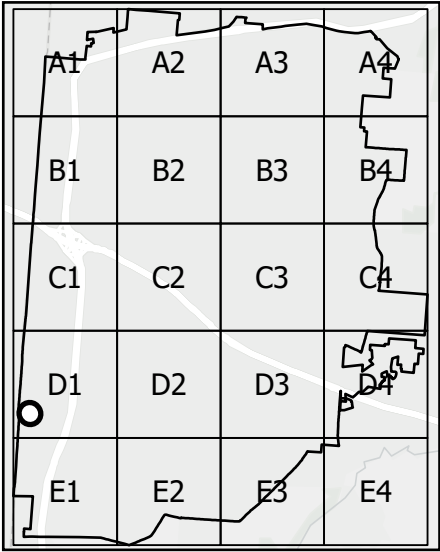 A1 A2 A3 A4
B1 B2 B3 B4
C1 C2 C3 C4
D1 D2 D3 D4
E1 E2 E3 E4